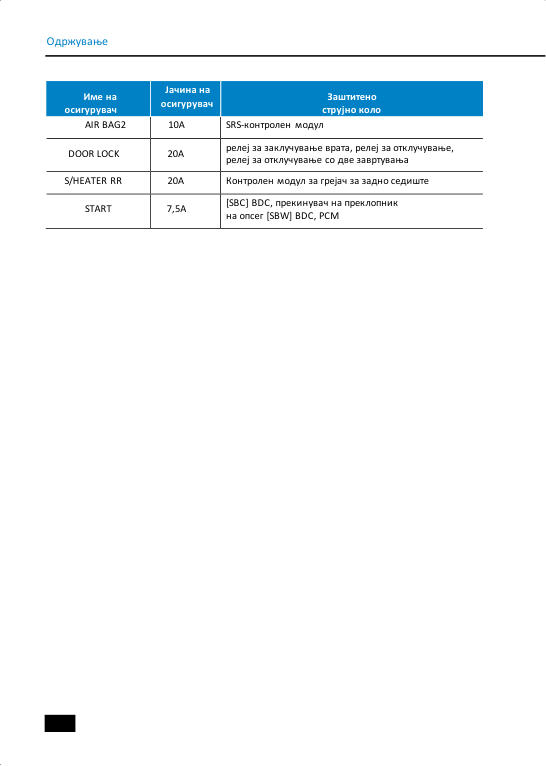 Одржување
Име на осигурувач
Јачина на осигурувач
Заштитено струјно коло
AIR BAG2 10A SRS-контролен модул
DOOR LOCK 20A релеј за заклучување врата, релеј за отклучување,
релеј за отклучување со две завртувања
S/HEATER RR 20A Контролен модул за грејач за задно седиште
START 7,5A [SBC] BDC, прекинувач на преклопник
на опсег [SBW] BDC, PCM